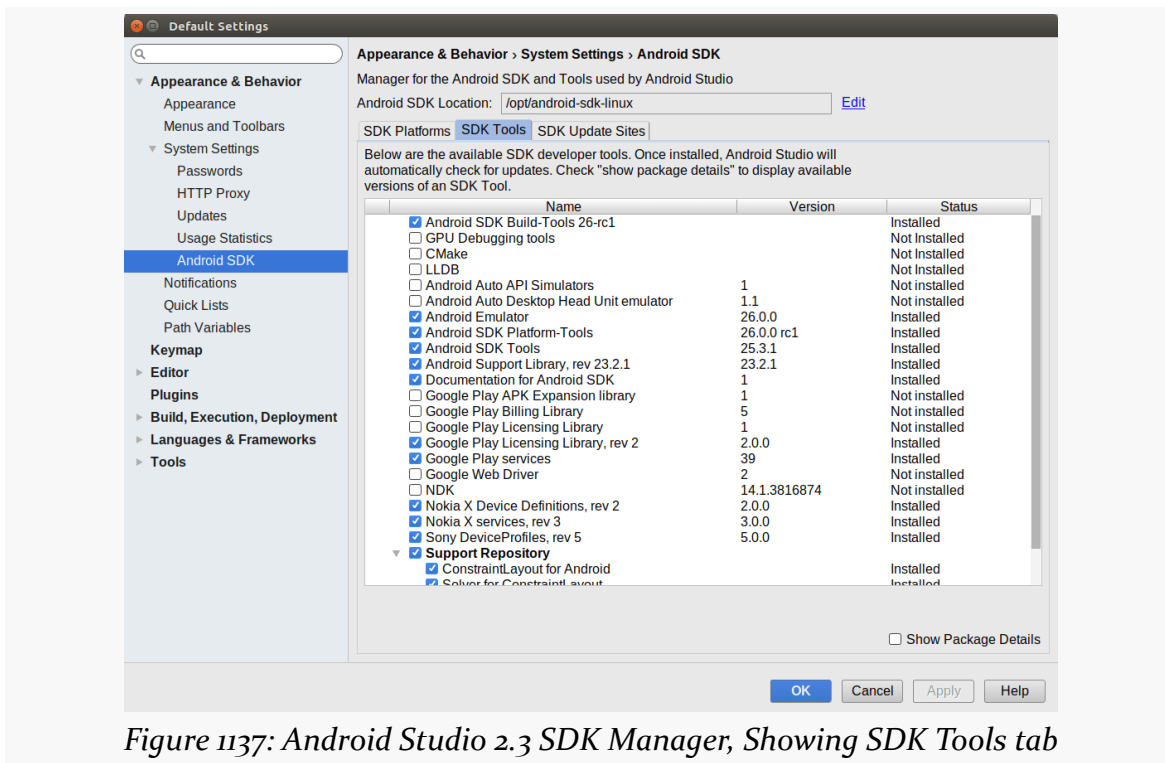 Default Settings
Appearance & Behavior
Appearance
Menus and Toolbars
System Settings
Passwords
HTTP Proxy
Updates
Usage Statistics
Android SDK
Notifications
Quick Lists
Path Variables
Keymap
Editor
Plugins
Build, Execution, Deployment
Languages & Frameworks
Tools
Appearance & Behavior › System Settings › Android SDK
Manager for the Android SDK and Tools used by Android Studio
Android SDK Location: /opt/android-sdk-linux Edit
SDK Platforms SDK Tools SDK Update Sites
Below are the available SDK developer tools. Once installed, Android Studio will
automatically check for updates. Check "show package details" to display available
versions of an SDK Tool.
Name Version Status
Android SDK Build-Tools 26-rc1 Installed
GPU Debugging tools Not Installed
CMake Not Installed
LLDB Not Installed
Android Auto API Simulators 1 Not installed
Android Auto Desktop Head Unit emulator 1.1 Not installed
Android Emulator 26.0.0 Installed
Android SDK Platform-Tools 26.0.0 rc1 Installed
Android SDK Tools 25.3.1 Installed
Android Support Library, rev 23.2.1 23.2.1 Installed
Documentation for Android SDK 1 Installed
Google Play APK Expansion library 1 Not installed
Google Play Billing Library 5 Not installed
Google Play Licensing Library 1 Not installed
Google Play Licensing Library, rev 2 2.0.0 Installed
Google Play services 39 Installed
Google Web Driver 2 Not installed
NDK 14.1.3816874 Not installed
Nokia X Device Definitions, rev 2 2.0.0 Installed
Nokia X services, rev 3 3.0.0 Installed
Sony DeviceProfiles, rev 5 5.0.0 Installed
Support Repository
ConstraintLayout for Android Installed
Solver for ConstraintLayout Installed
Show Package Details
OK Cancel Apply Help
Figure 1137: Android Studio 2.3 SDK Manager, Showing SDK Tools tab